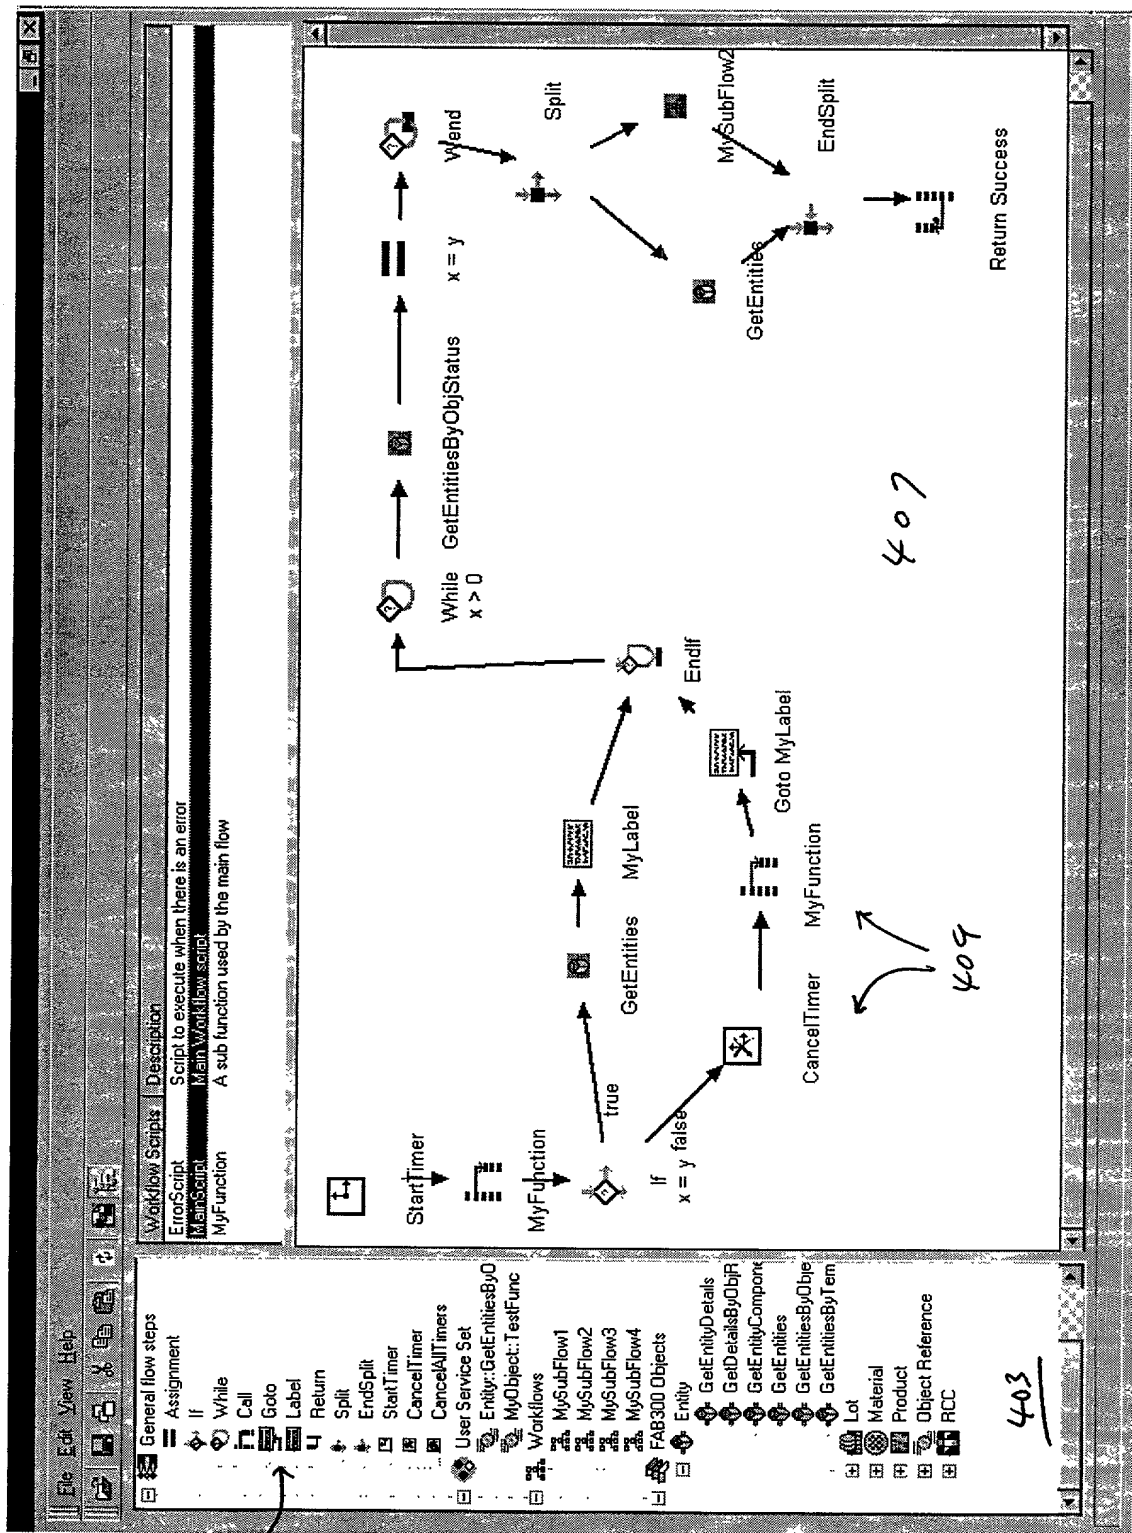 File Edit View Help
General flow steps
Assignment
If
While
Call
Goto
Label
Return
Split
EndSplit
StartTimer
CancelTimer
CancelAllTimers
User Service Set
Entity::GetEntitiesByO
MyObject::TestFunc
Workflows
MySubFlow1
MySubFlow2
MySubFlow3
MySubFlow4
FAB300 Objects
Entity
GetEntityDetails
GetDetailsByObjR
GetEntityCompone
GetEntities
GetEntitiesByObje
GetEntitiesByTem
Lot
Material
Product
Object Reference
RCC
403
Workflow Scripts Description
ErrorScript Script to execute when there is an error
MainScript Main Workflow script
MyFunction A sub function used by the main flow
StartTimer
MyFunction
If
x = y
true
false
GetEntities
MyLabel
CancelTimer
MyFunction
Goto MyLabel
EndIf
While
x > 0
GetEntitiesByObjStatus
x = y
Wend
Split
GetEntities
MySubFlow2
EndSplit
Return Success
407
409